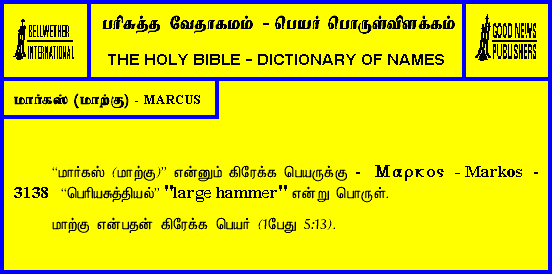 BELLWETHER
INTERNATIONAL
பரிசுத்த வேதாகமம் - பெயர் பொருள்விளக்கம்
THE HOLY BIBLE - DICTIONARY OF NAMES
GOOD NEWS
PUBLISHERS
மார்கஸ் (மாற்கு) - MARCUS
“மார்கஸ் (மாற்கு)” என்னும் கிரேக்க பெயருக்கு - Μαρκος - Markos -
3138 “பெரியசுத்தியல்” "large hammer" என்று பொருள்.
மாற்கு என்பதன் கிரேக்க பெயர் (1பேது 5:13).